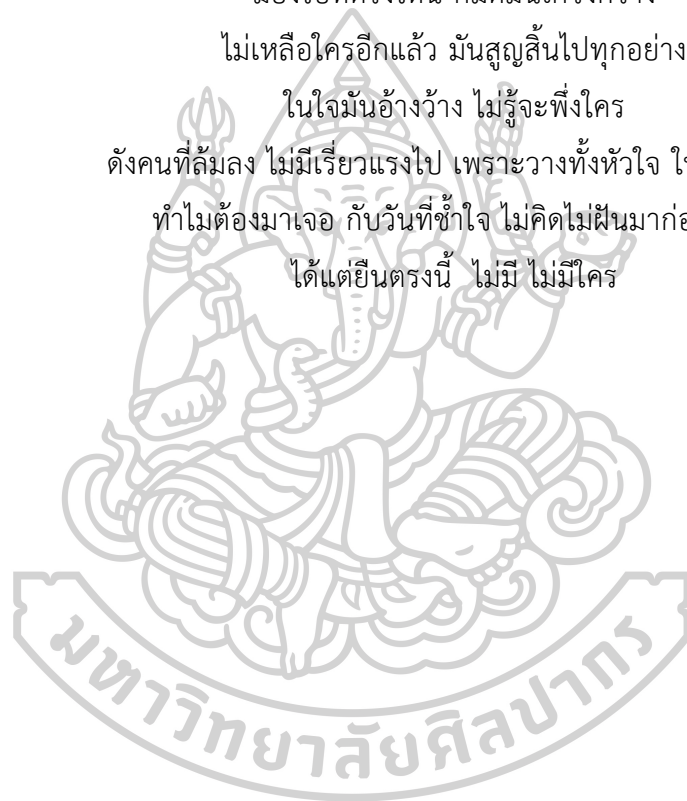 ไม่เหลือใครอีกแล้ว มันสูญสิ้นไปทุกอย่าง
ในใจมันอ้างว้าง ไม่รู้จะพึ่งใคร
ดังคนที่ล้มลง ไม่มีเรี่ยวแรงไป เพราะวางทั้งหัวใจ
ทำไมต้องมาเจอ กับวันที่ช้ำใจ ไม่คิดไม่ฝันมาก่อ
ได้แต่ยืนตรงนี้ ไม่มี ไม่มีใคร
มหาวิทยาลัยศิลปากร